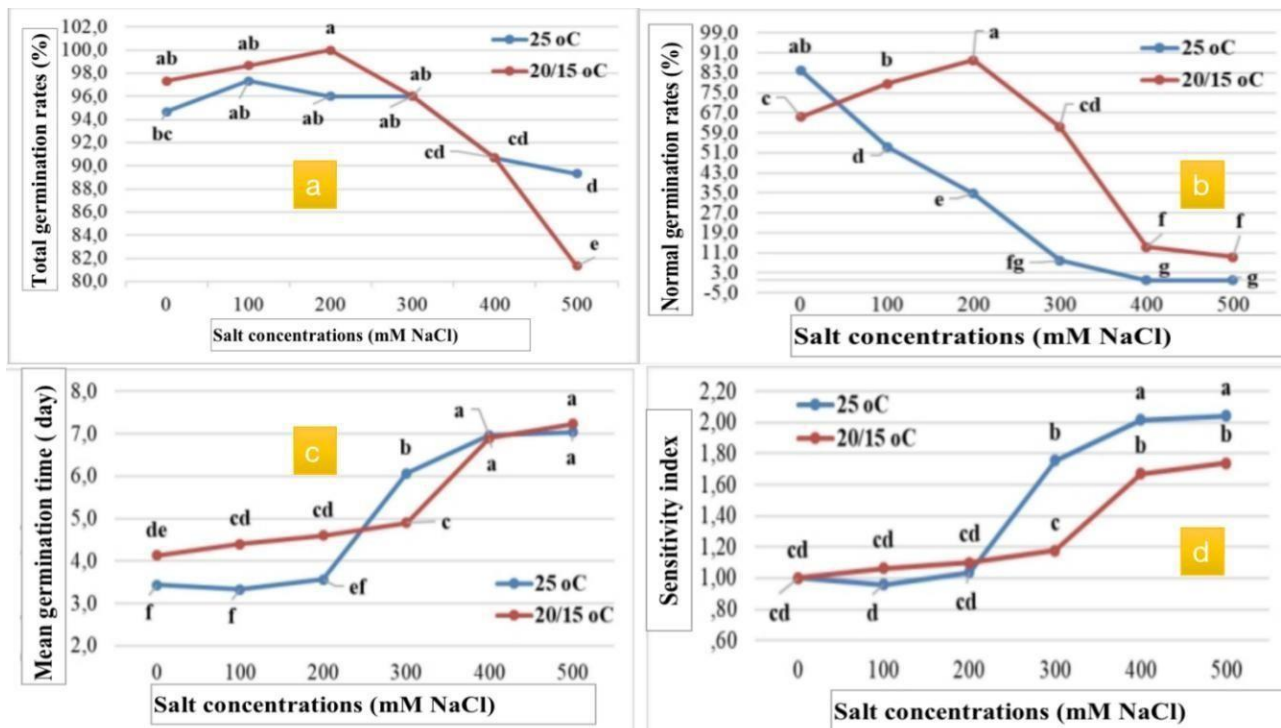 Total germination rates (%)
102,0
100,0
98,0
96,0
94,0
92,0
90,0
88,0
86,0
84,0
82,0
80,0
25 oC
20/15 oC
ab
ab
a
ab
bc
ab
ab
ab
cd
cd
d
e
a
0 100 200 300 400 500
Salt concentrations (mM NaCl)
Normal germination rates (%)
99,0
91,0
83,0
75,0
67,0
59,0
51,0
43,0
35,0
27,0
19,0
11,0
3,0
-5,0
25 oC
20/15 oC
ab
b
a
c
d
e
cd
fg
f
f
g
g
b
0 100 200 300 400 500
Salt concentrations (mM NaCl)
Mean germination time ( day)
8,0
7,0
6,0
5,0
4,0
3,0
2,0
25 oC
20/15 oC
de
cd
cd
b
a
a
f
f
ef
c
a
a
c
0 100 200 300 400 500
Salt concentrations (mM NaCl)
Sensitivity index
2,20
2,00
1,80
1,60
1,40
1,20
1,00
,80
,60
25 oC
20/15 oC
cd
cd
cd
b
a
a
cd
d
cd
c
b
b
d
0 100 200 300 400 500
Salt concentrations (mM NaCl)